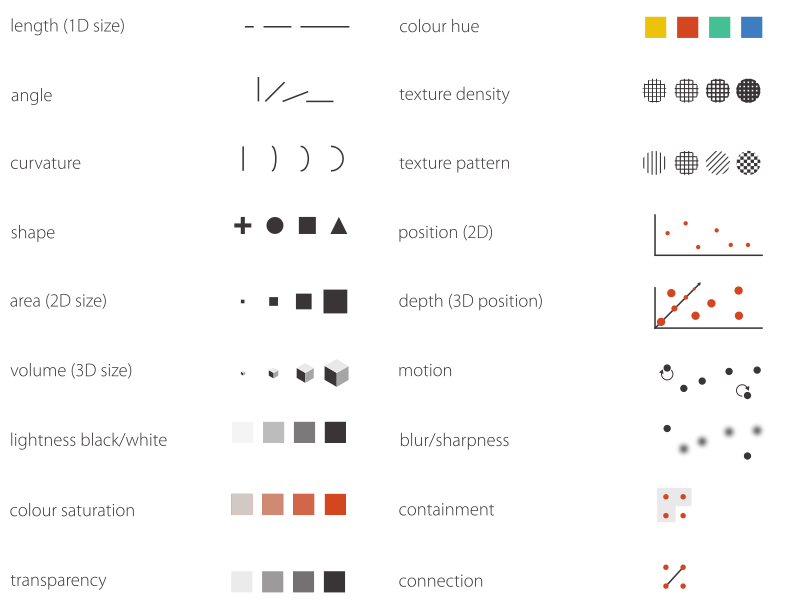 length (1D size)
angle
curvature
shape
area (2D size)
volume (3D size)
lightness black/white
colour saturation
transparency
colour hue
texture density
texture pattern
position (2D)
depth (3D position)
motion
blur/sharpness
containment
connection